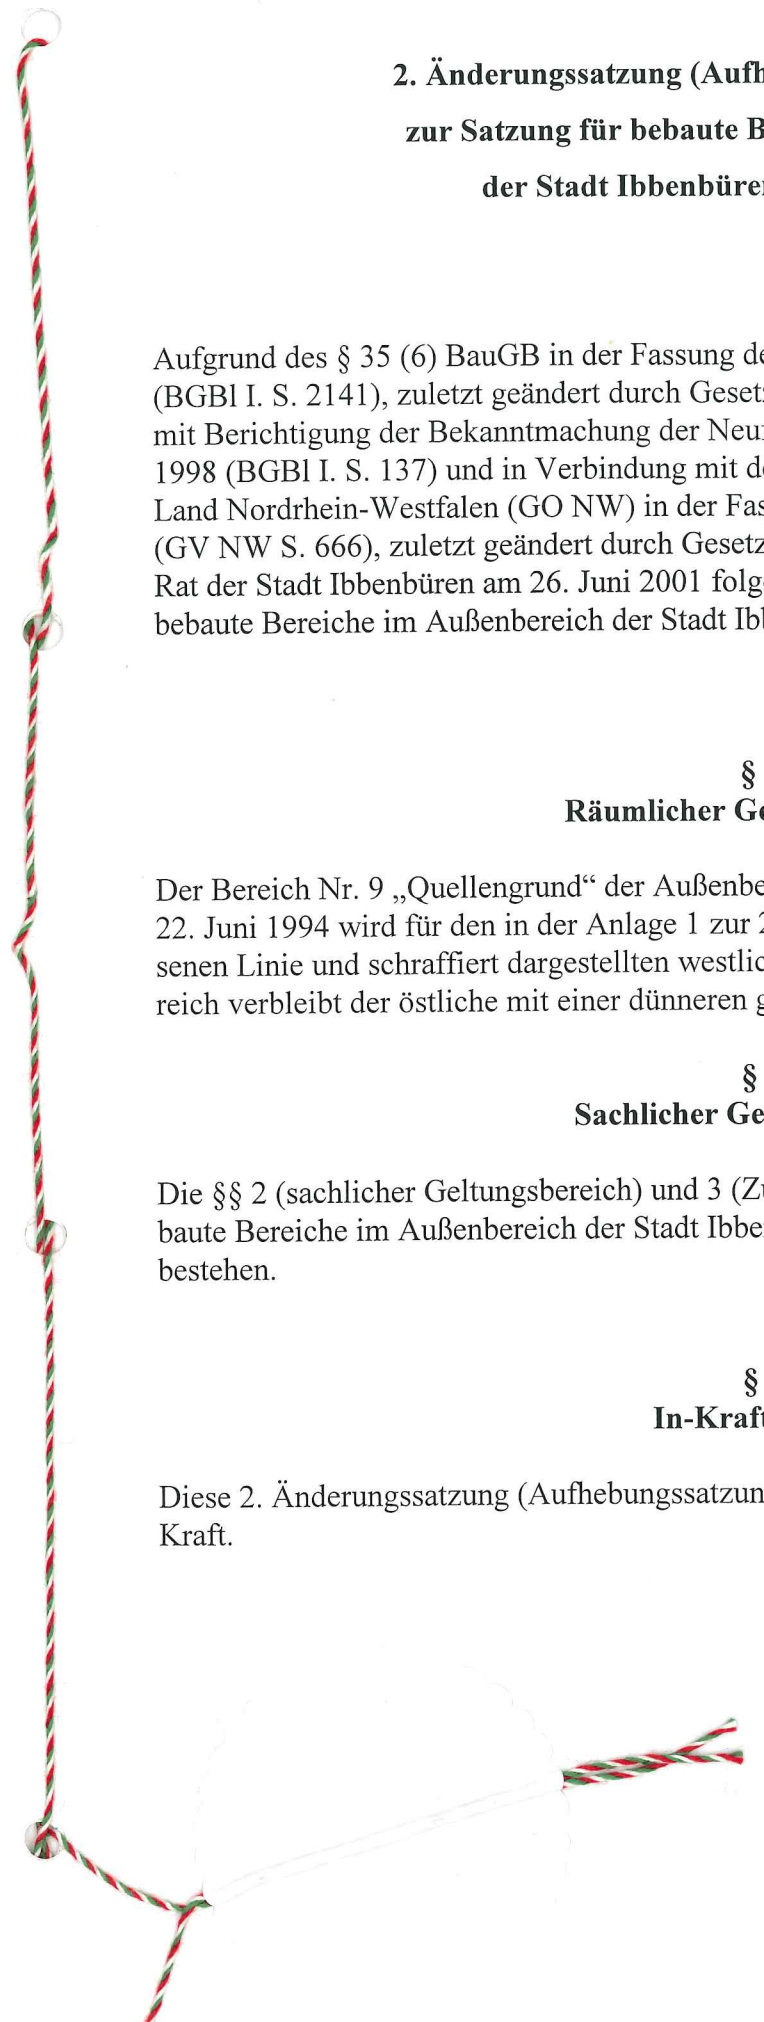 2. Änderungssatzung (Aufh
zur Satzung für bebaute B
der Stadt Ibbenbüre
Aufgrund des § 35 (6) BauGB in der Fassung de
(BGBl I. S. 2141), zuletzt geändert durch Geset
mit Berichtigung der Bekanntmachung der Neu
1998 (BGBl I. S. 137) und in Verbindung mit d
Land Nordrhein-Westfalen (GO NW) in der Fas
(GV NW S. 666), zuletzt geändert durch Gesetz
Rat der Stadt Ibbenbüren am 26. Juni 2001 folg
bebaute Bereiche im Außenbereich der Stadt Ib
§
Räumlicher Ge
Der Bereich Nr. 9 „Quellengrund“ der Außenbe
22. Juni 1994 wird für den in der Anlage 1 zur 2
senen Linie und schraffiert dargestellten westlic
reich verbleibt der östliche mit einer dünneren g
§
Sachlicher Ge
Die §§ 2 (sachlicher Geltungsbereich) und 3 (Z
baute Bereiche im Außenbereich der Stadt Ibbe
bestehen.
§
In-Kraft
Diese 2. Änderungssatzung (Aufhebungssatzun
Kraft.